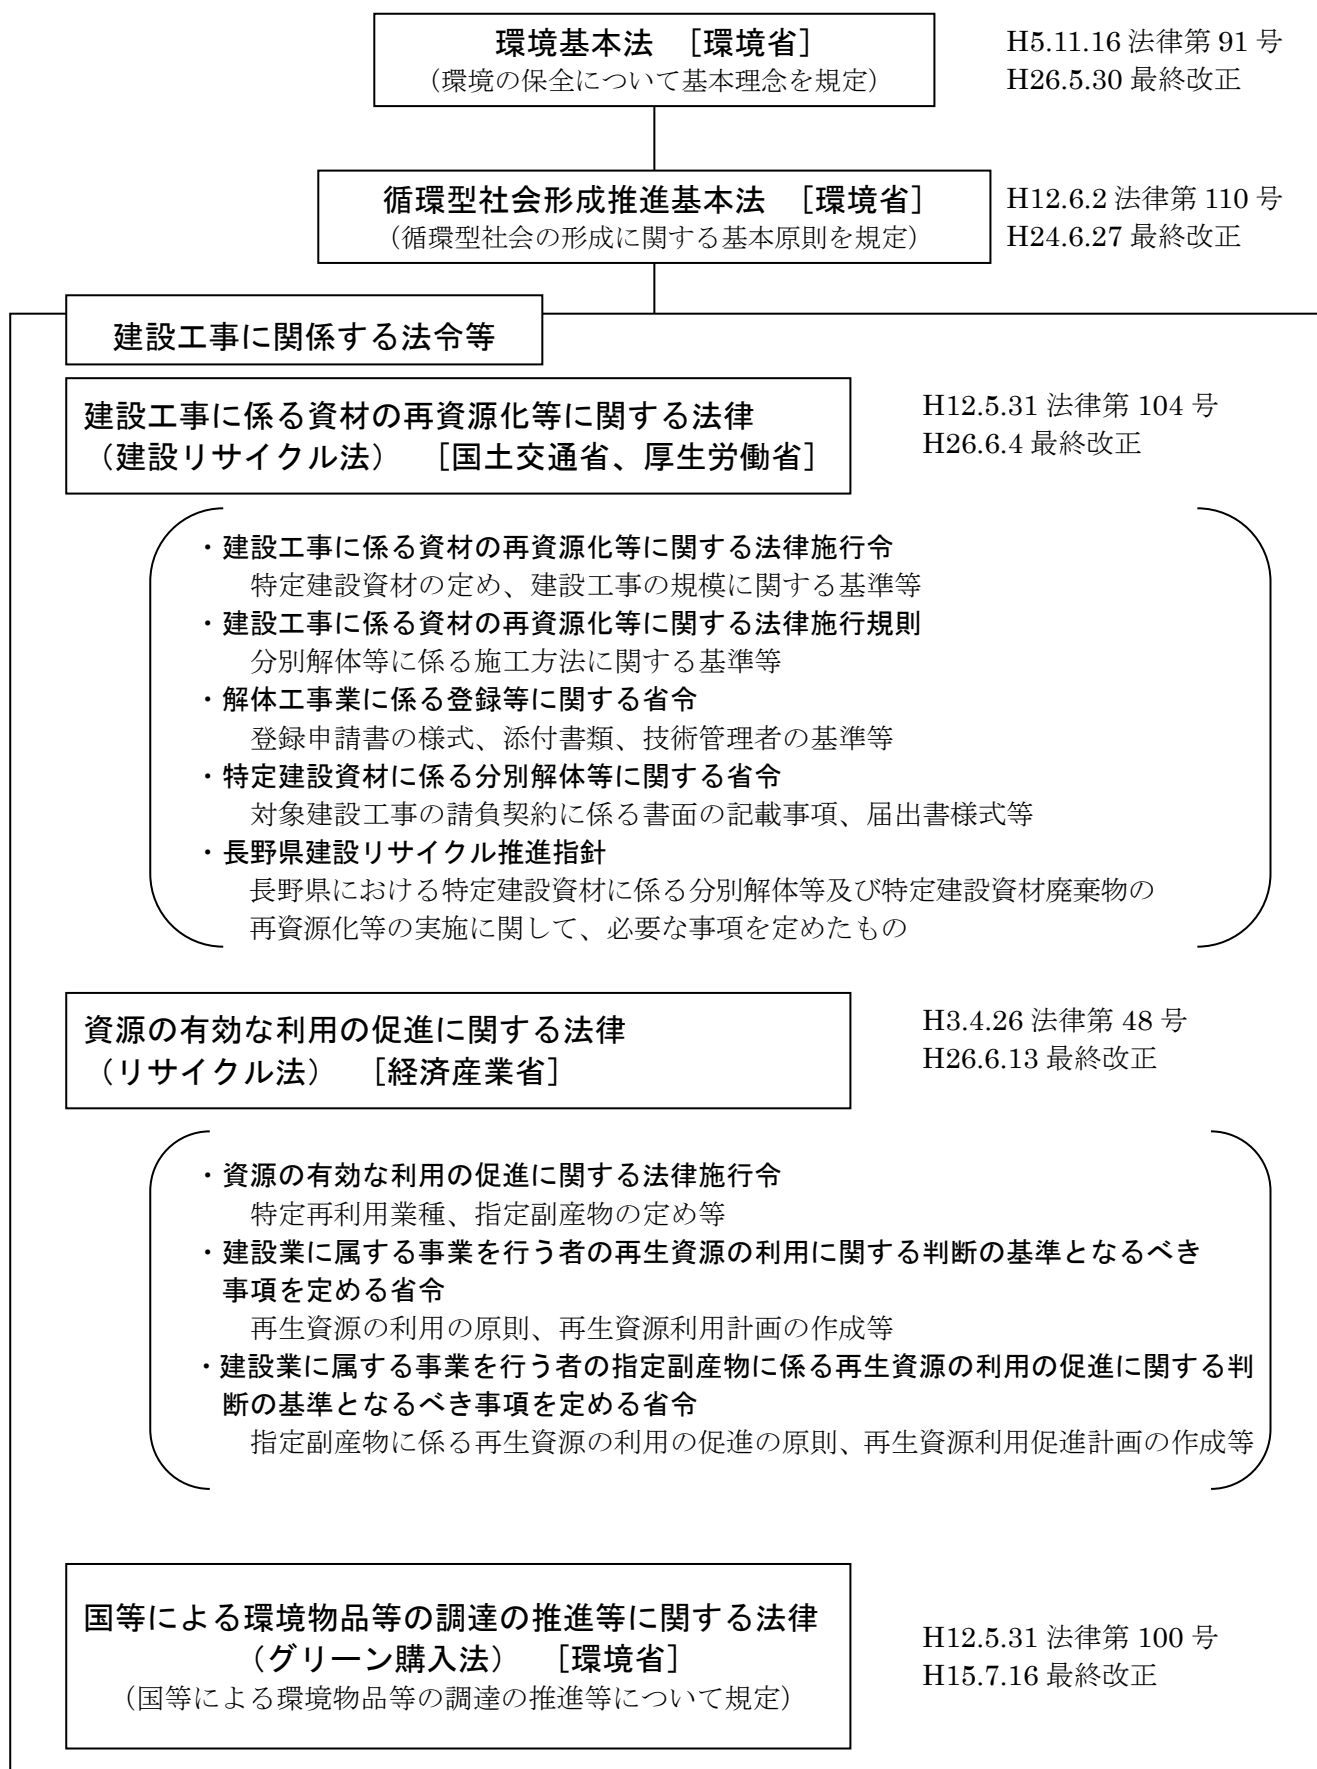 環境基本法　［環境省］
（環境の保全について基本理念を規定）
H5.11.16 法律第 91 号
H26.5.30 最終改正
循環型社会形成推進基本法　［環境省］
（循環型社会の形成に関する基本原則を規定）
H12.6.2 法律第 110 号
H24.6.27 最終改正
建設工事に関係する法令等
建設工事に係る資材の再資源化等に関する法律
（建設リサイクル法）　［国土交通省、厚生労働省］
H12.5.31 法律第 104 号
H26.6.4 最終改正
・建設工事に係る資材の再資源化等に関する法律施行令
特定建設資材の定め、建設工事の規模に関する基準等
・建設工事に係る資材の再資源化等に関する法律施行規則
分別解体等に係る施工方法に関する基準等
・解体工事業に係る登録等に関する省令
登録申請書の様式、添付書類、技術管理者の基準等
・特定建設資材に係る分別解体等に関する省令
対象建設工事の請負契約に係る書面の記載事項、届出書様式等
・長野県建設リサイクル推進指針
長野県における特定建設資材に係る分別解体等及び特定建設資材廃棄物の
再資源化等の実施に関して、必要な事項を定めたもの
資源の有効な利用の促進に関する法律
（リサイクル法）　［経済産業省］
H3.4.26 法律第 48 号
H26.6.13 最終改正
・資源の有効な利用の促進に関する法律施行令
特定再利用業種、指定副産物の定め等
・建設業に属する事業を行う者の再生資源の利用に関する判断の基準となるべき
事項を定める省令
再生資源の利用の原則、再生資源利用計画の作成等
・建設業に属する事業を行う者の指定副産物に係る再生資源の利用の促進に関する判
断の基準となるべき事項を定める省令
指定副産物に係る再生資源の利用の促進の原則、再生資源利用促進計画の作成等
国等による環境物品等の調達の推進等に関する法律
（グリーン購入法）　［環境省］
（国等による環境物品等の調達の推進等について規定）
H12.5.31 法律第 100 号
H15.7.16 最終改正